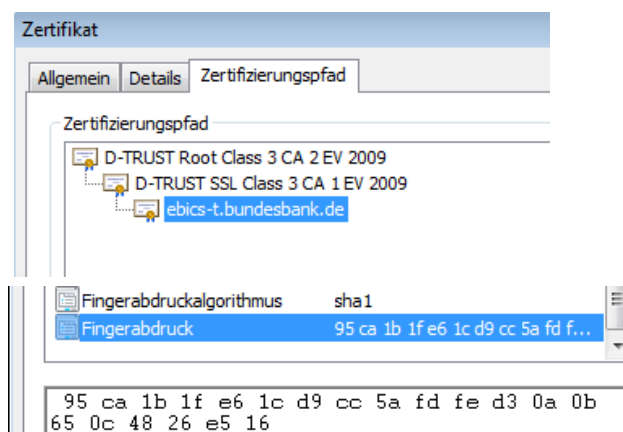 Zertifikat
Allgemein Details Zertifizierungspfad
Zertifizierungspfad
D-TRUST Root Class 3 CA 2 EV 2009
D-TRUST SSL Class 3 CA 1 EV 2009
ebics-t.bundesbank.de
Fingerabdruckalgorithmus sha1
Fingerabdruck 95 ca 1b 1f e6 1c d9 cc 5a fd f...
95 ca 1b 1f e6 1c d9 cc 5a fd fe d3 0a 0b
65 0c 48 26 e5 16